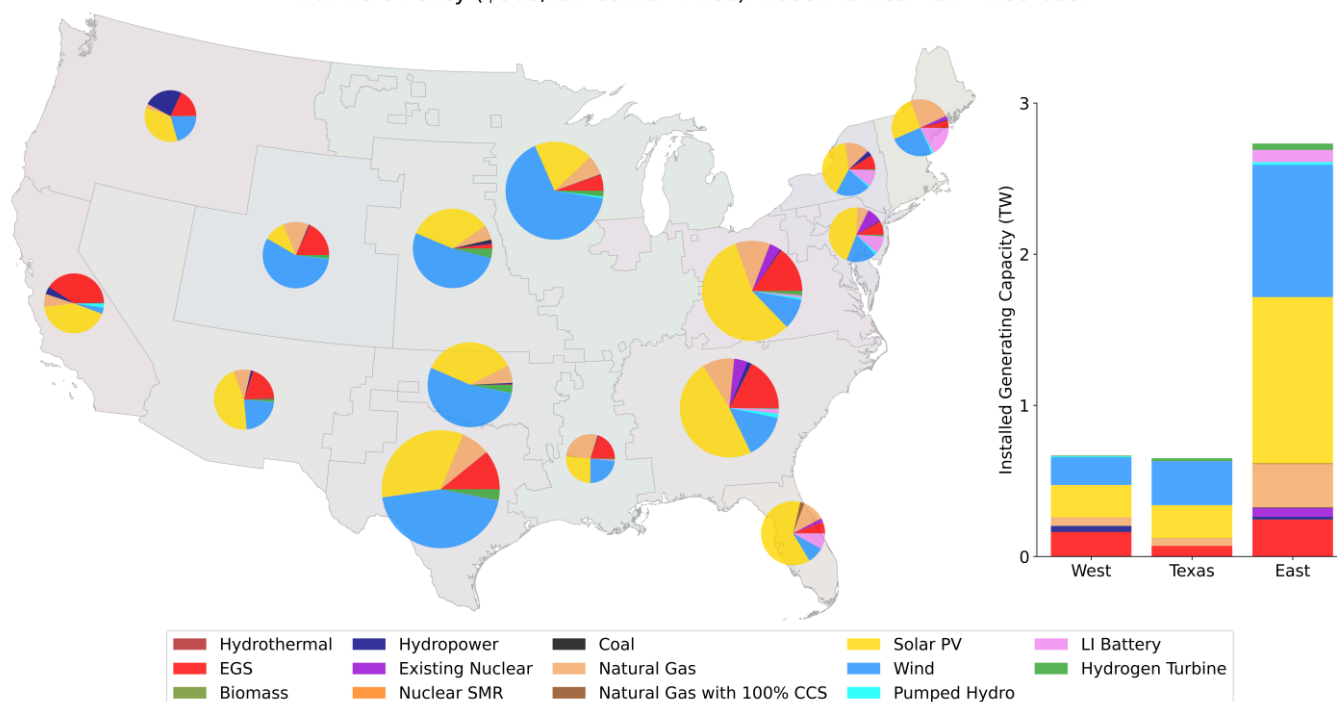 3
2
1
0
Installed Generating Capacity (TW)
West Texas East
Hydrothermal Hydropower Coal Solar PV LI Battery
EGS Existing Nuclear Natural Gas Wind Hydrogen Turbine
Biomass Nuclear SMR Natural Gas with 100% CCS Pumped Hydro